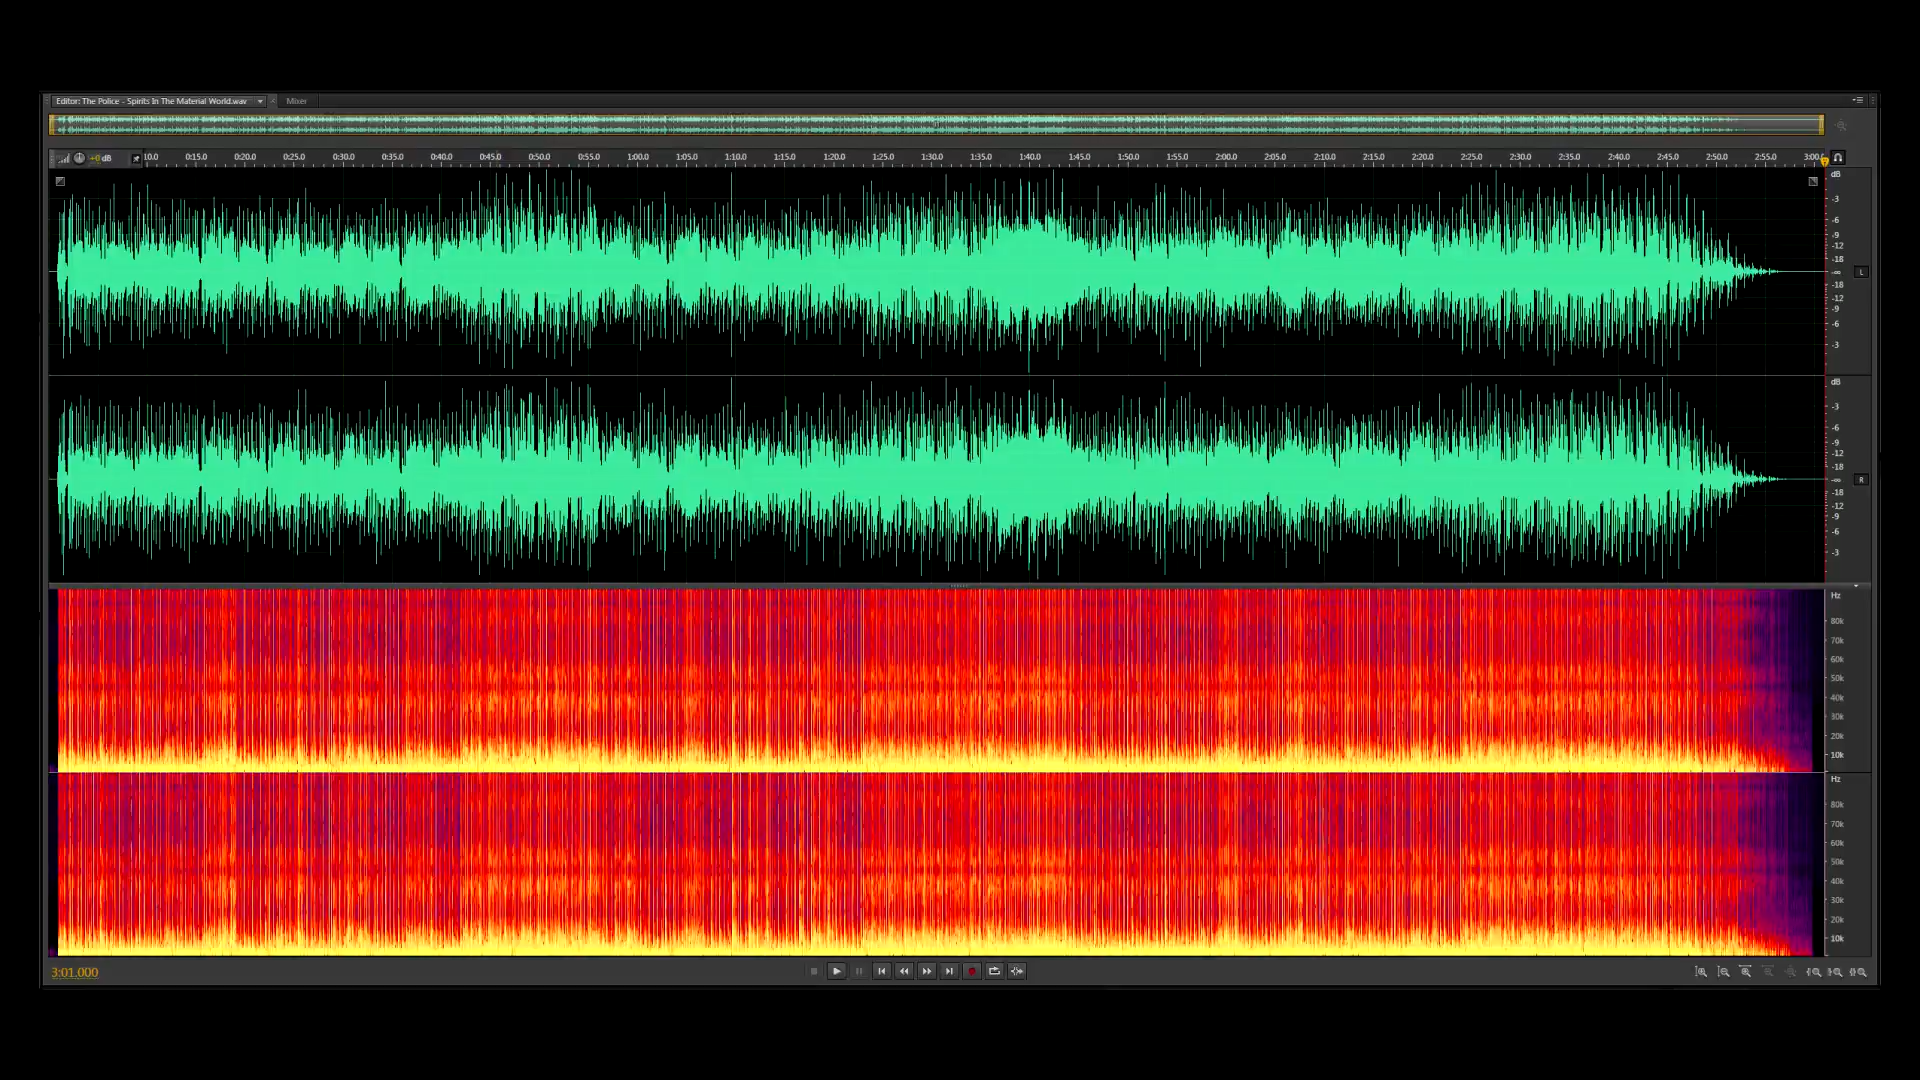 Editor: The Police - Spirits In The Material World.wav Mixer
+0 dB 10.0 0:15.0 0:20.0 0:25.0 0:30.0 0:35.0 0:40.0 0:45.0 0:50.0 0:55.0 1:00.0 1:05.0 1:10.0 1:15.0 1:20.0 1:25.0 1:30.0 1:35.0 1:40.0 1:45.0 1:50.0 1:55.0 2:00.0 2:05.0 2:10.0 2:15.0 2:20.0 2:25.0 2:30.0 2:35.0 2:40.0 2:45.0 2:50.0 2:55.0 3:00.
dB
-3
-6
-9
-12
-18
-∞ L
-18
-12
-9
-6
-3
dB
-3
-6
-9
-12
-18
-∞ R
-18
-12
-9
-6
-3
Hz
80k
70k
60k
50k
40k
30k
20k
10k
Hz
80k
70k
60k
50k
40k
30k
20k
10k
3:01.000